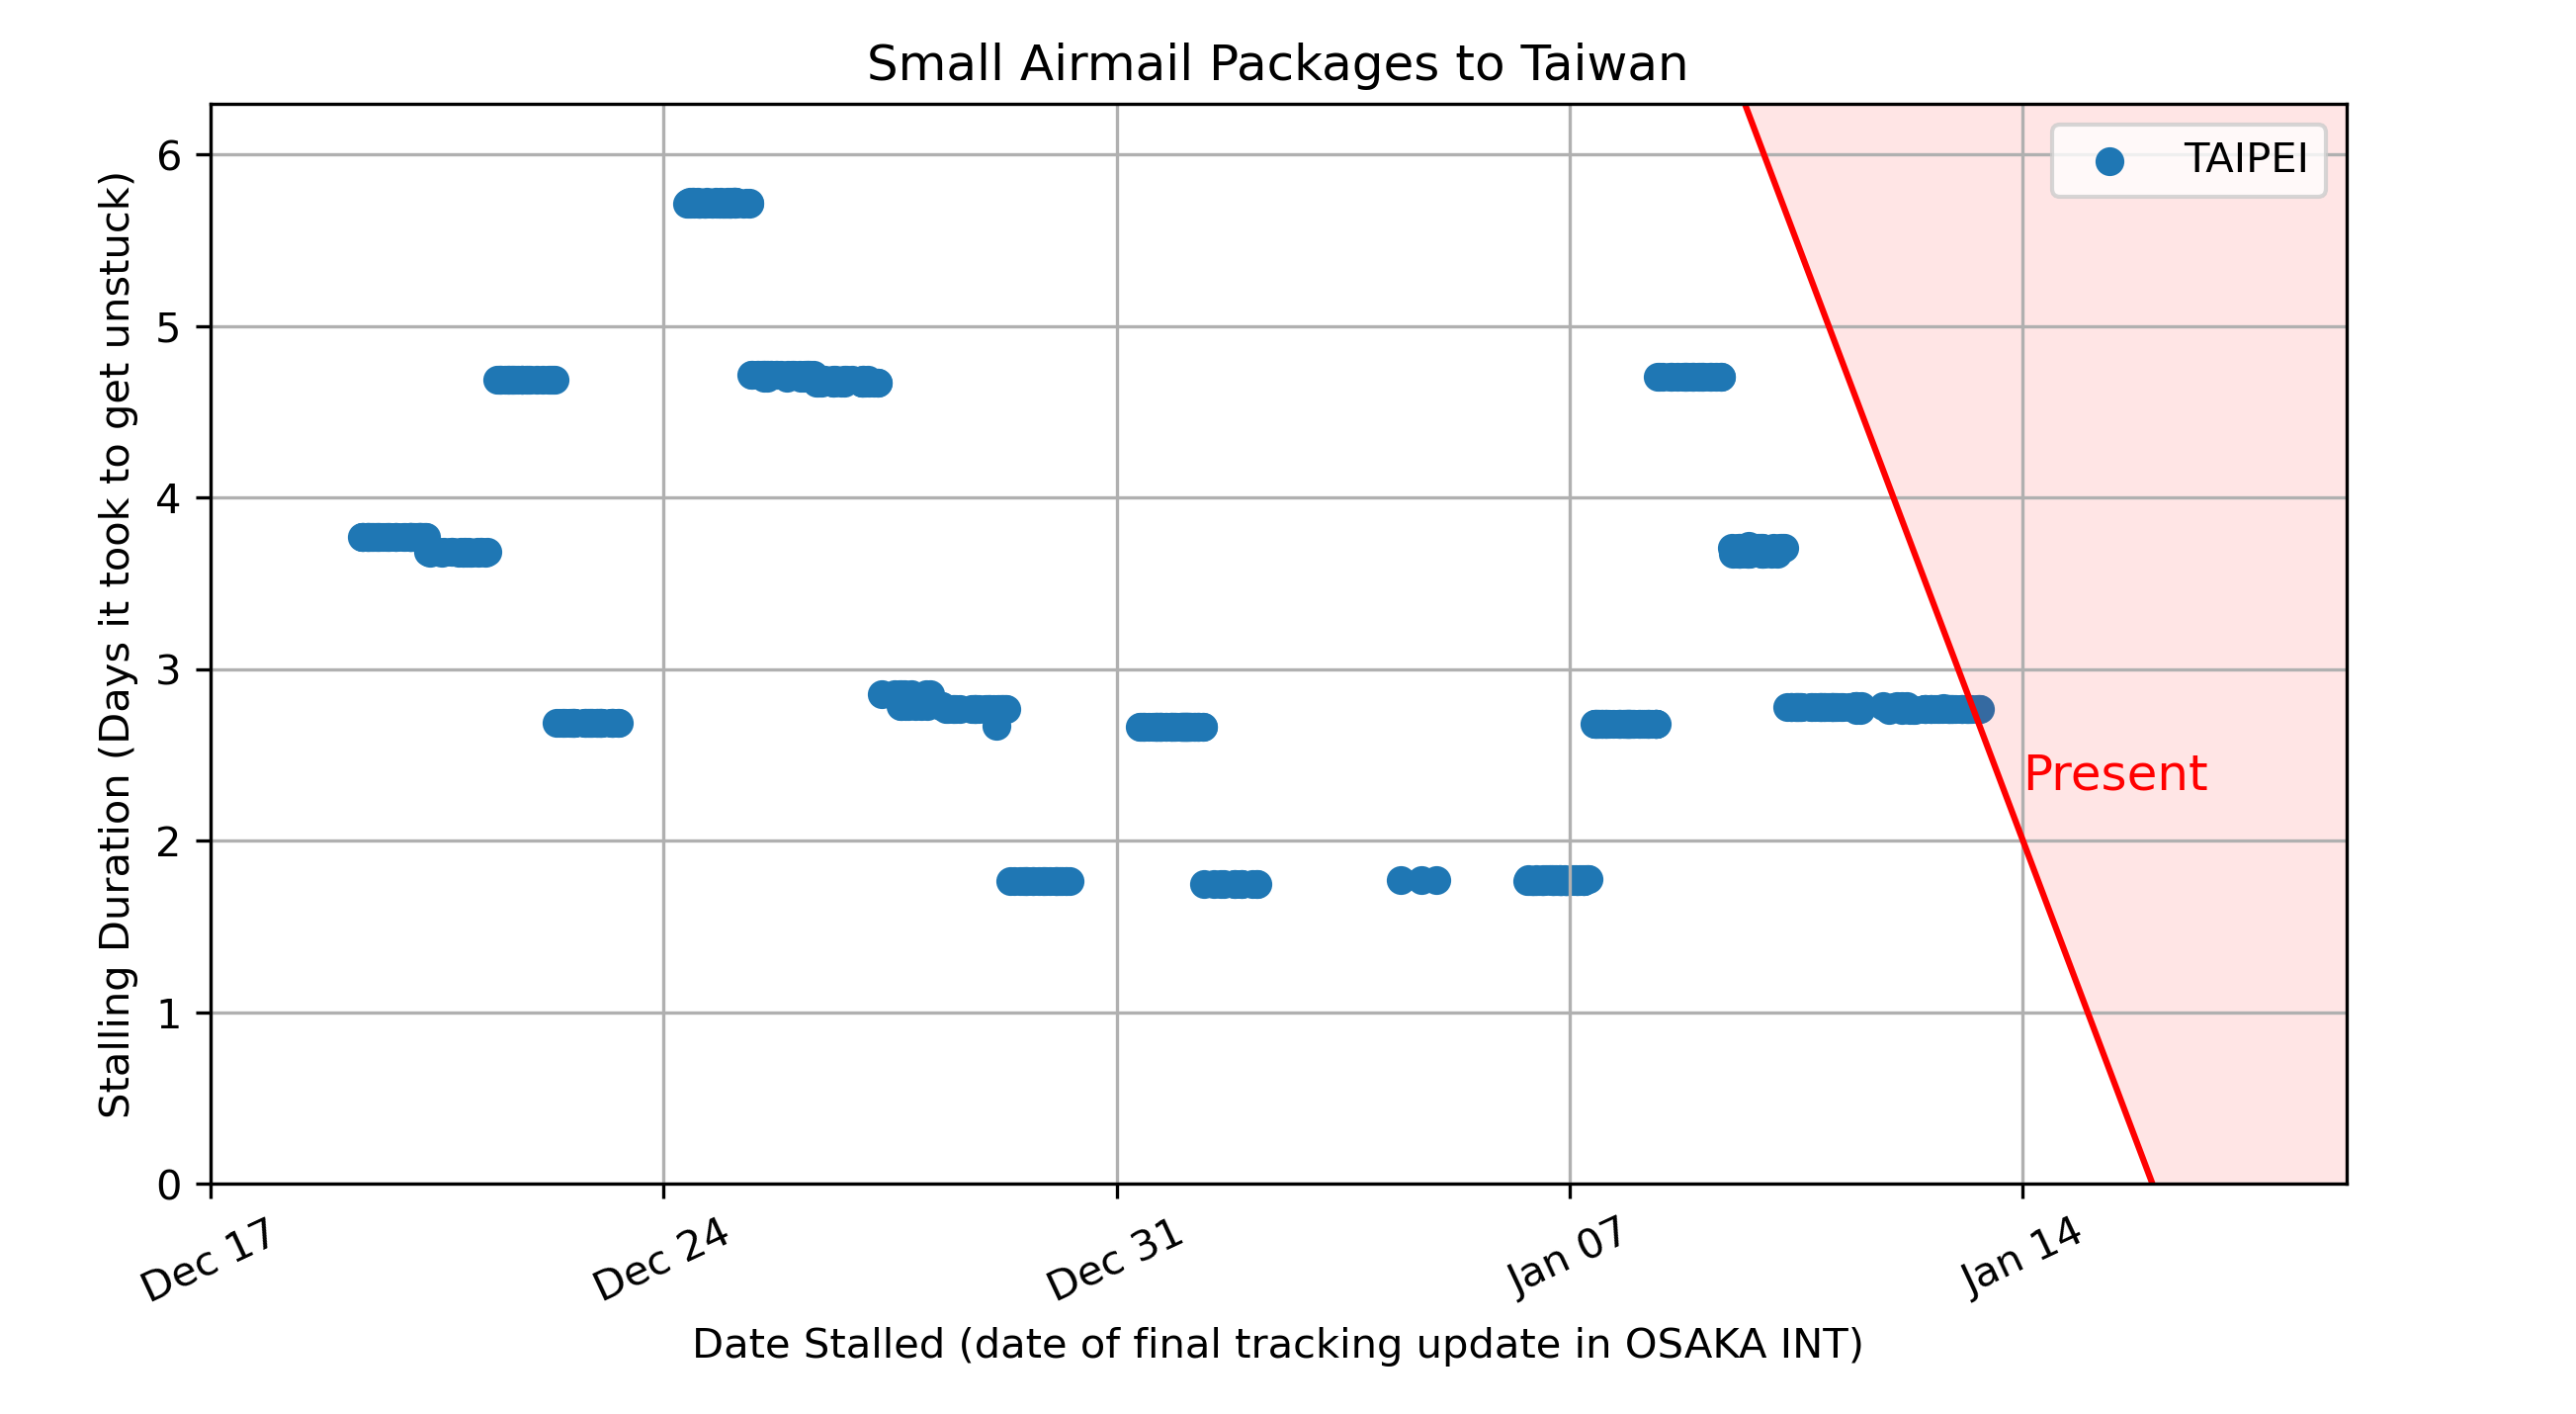 Small Airmail Packages to Taiwan
TAIPEI
Stalling Duration (Days it took to get unstuck)
6
5
4
3
2
1
0
Present
Dec 17
Dec 24
Dec 31
Jan 07
Jan 14
Date Stalled (date of final tracking update in OSAKA INT)